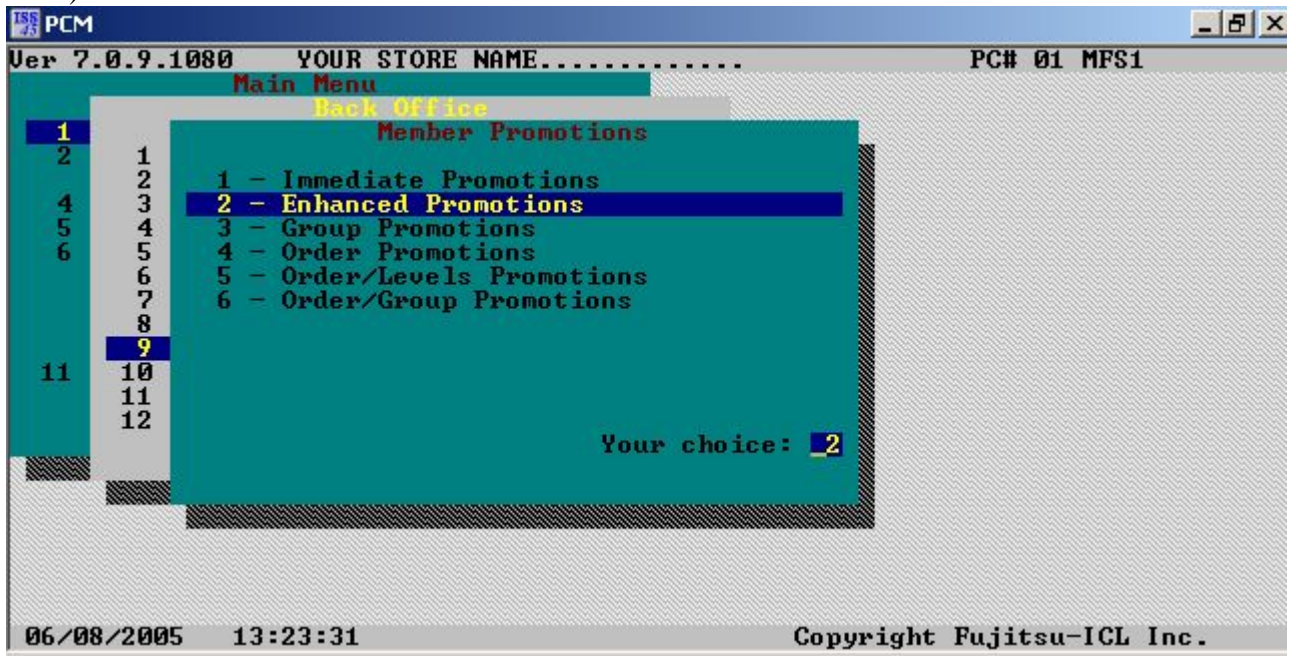 ISS 45 PCM
Ver 7.0.9.1080 YOUR STORE NAME............. PC# 01 MFS1
Main Menu
Back Office
1 Member Promotions
2 1
2 1 - Immediate Promotions
4 3 2 - Enhanced Promotions
5 4 3 - Group Promotions
6 5 4 - Order Promotions
6 5 - Order/Levels Promotions
7 6 - Order/Group Promotions
8
9
11 10
11
12
Your choice: _2
06/08/2005 13:23:31 Copyright Fujitsu-ICL Inc.